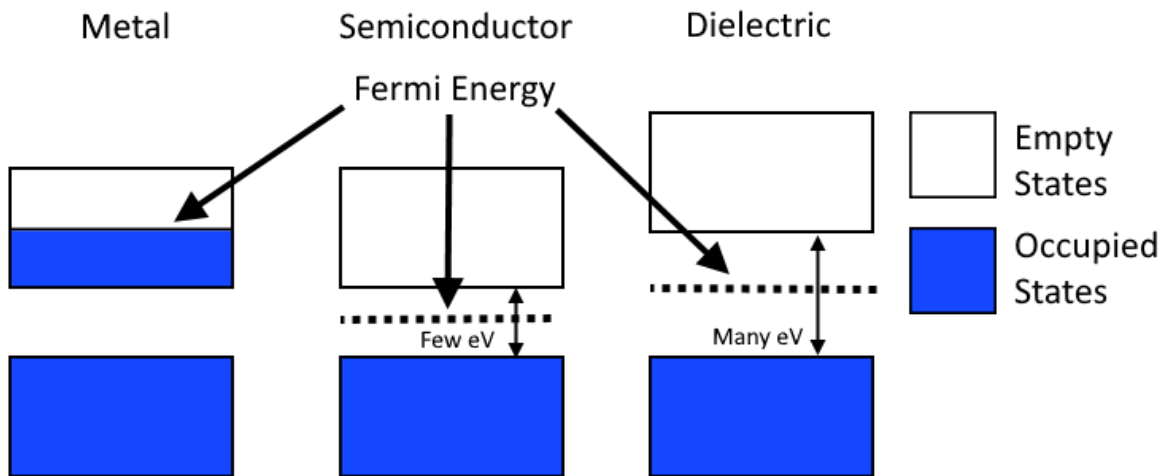 Metal
Semiconductor
Dielectric
Fermi Energy
Empty
States
Occupied
States
Few eV
Many eV